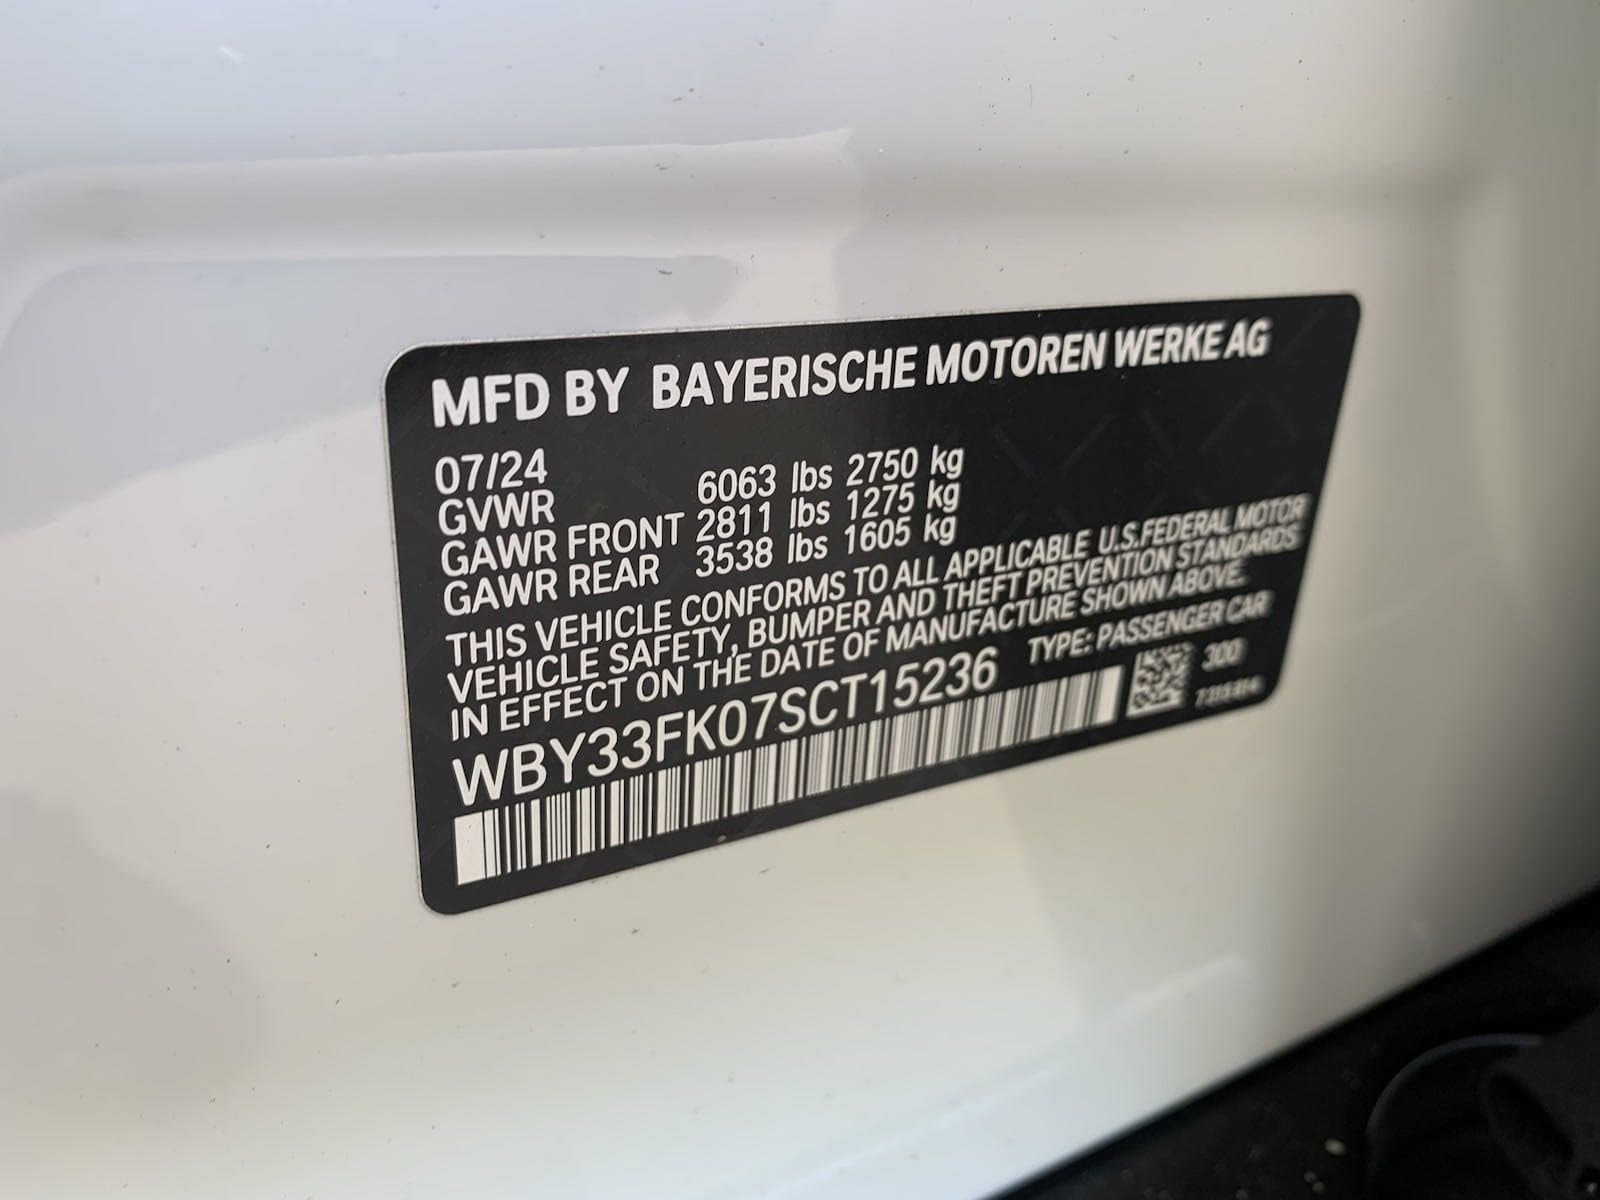 MFD BY BAYERISCHE MOTOREN WERKE AG
07/24
GVWR 6063 lbs 2750 kg
GAWR FRONT 2811 lbs 1275 kg
GAWR REAR 3538 lbs 1605 kg
THIS VEHICLE CONFORMS TO ALL APPLICABLE U.S.FEDERAL MOTOR
VEHICLE SAFETY, BUMPER AND THEFT PREVENTION STANDARDS
IN EFFECT ON THE DATE OF MANUFACTURE SHOWN ABOVE.
WBY33FK07SCT15236 TYPE: PASSENGER CAR
300